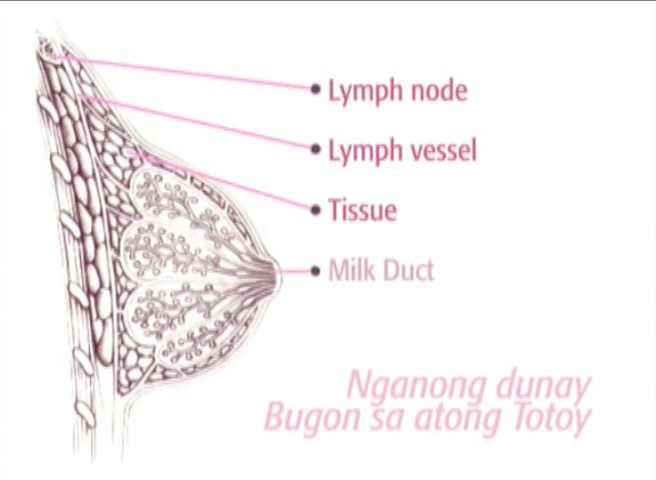 Lymph node
Lymph vessel
Tissue
Milk Duct
Nganong dunay
Bugon sa atong Totoy